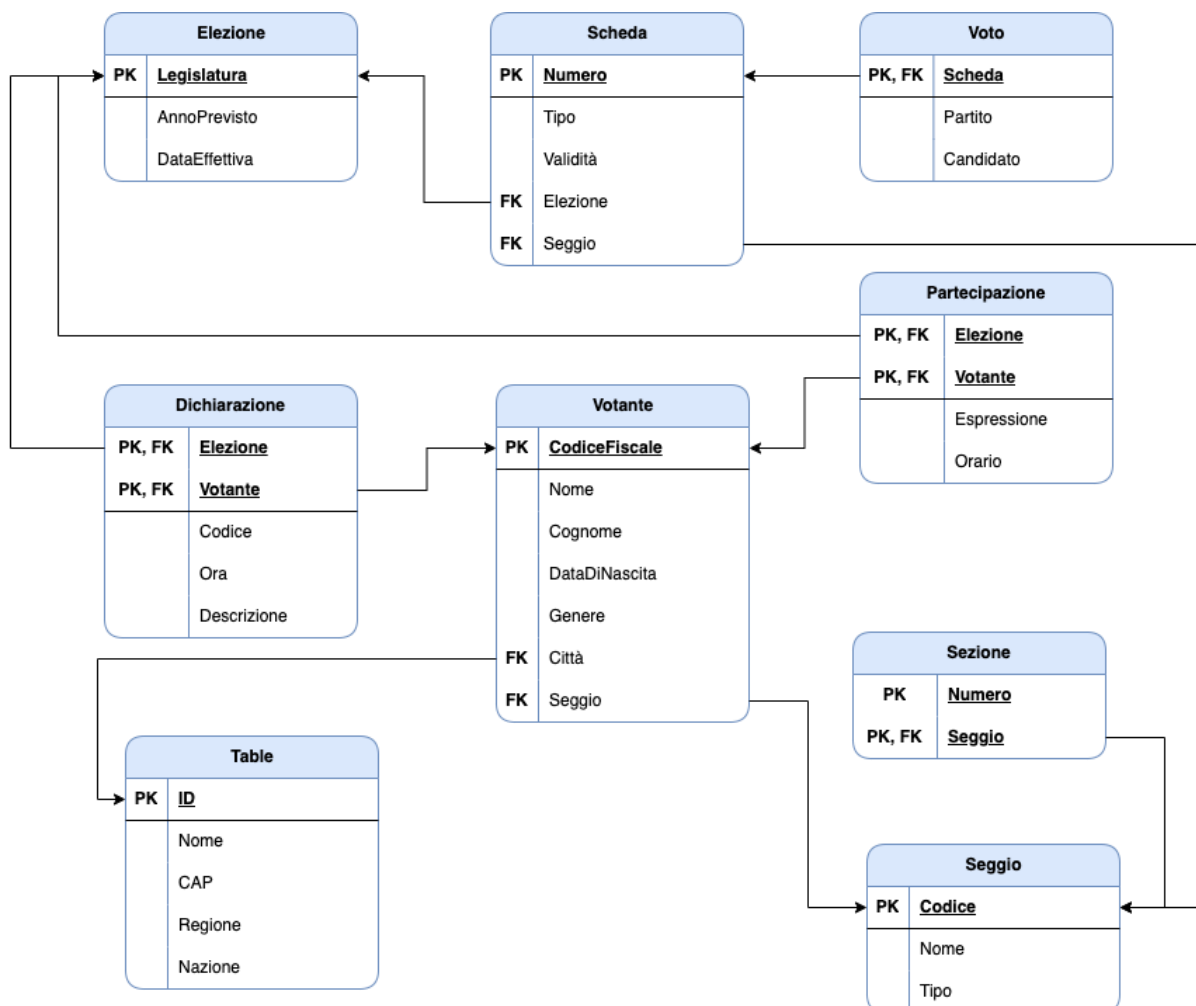 Elezione
PK Legislatura
AnnoPrevisto
DataEffettiva
Scheda
PK Numero
Tipo
Validità
FK Elezione
FK Seggio
Voto
PK, FK Scheda
Partito
Candidato
Partecipazione
PK, FK Elezione
PK, FK Votante
Espressione
Orario
Dichiarazione
PK, FK Elezione
PK, FK Votante
Codice
Ora
Descrizione
Votante
PK CodiceFiscale
Nome
Cognome
DataDiNascita
Genere
FK Città
FK Seggio
Sezione
PK Numero
PK, FK Seggio
Table
PK ID
Nome
CAP
Regione
Nazione
Seggio
PK Codice
Nome
Tipo